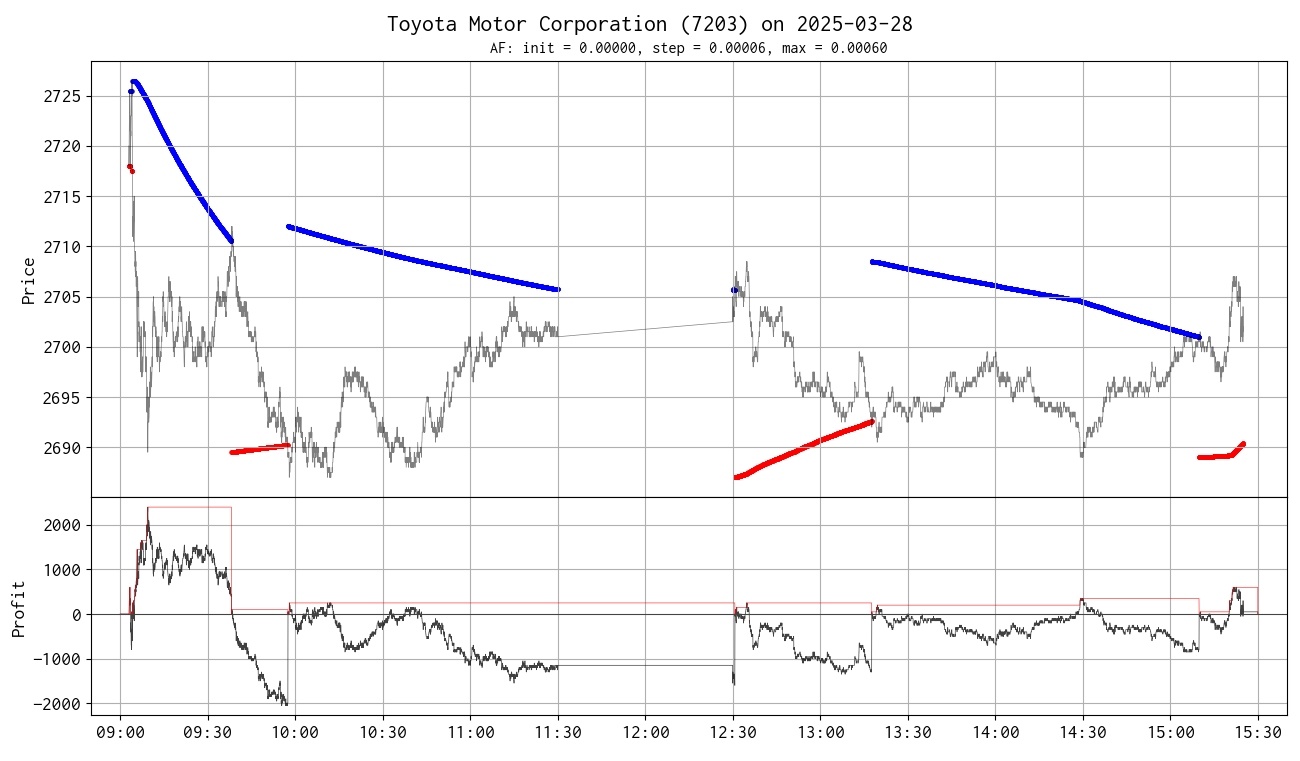 Toyota Motor Corporation (7203) on 2025-03-28
AF: init = 0.00000, step = 0.00006, max = 0.00060
Price
2725
2720
2715
2710
2705
2700
2695
2690
Profit
2000
1000
0
−1000
−2000
09:00 09:30 10:00 10:30 11:00 11:30 12:00 12:30 13:00 13:30 14:00 14:30 15:00 15:30